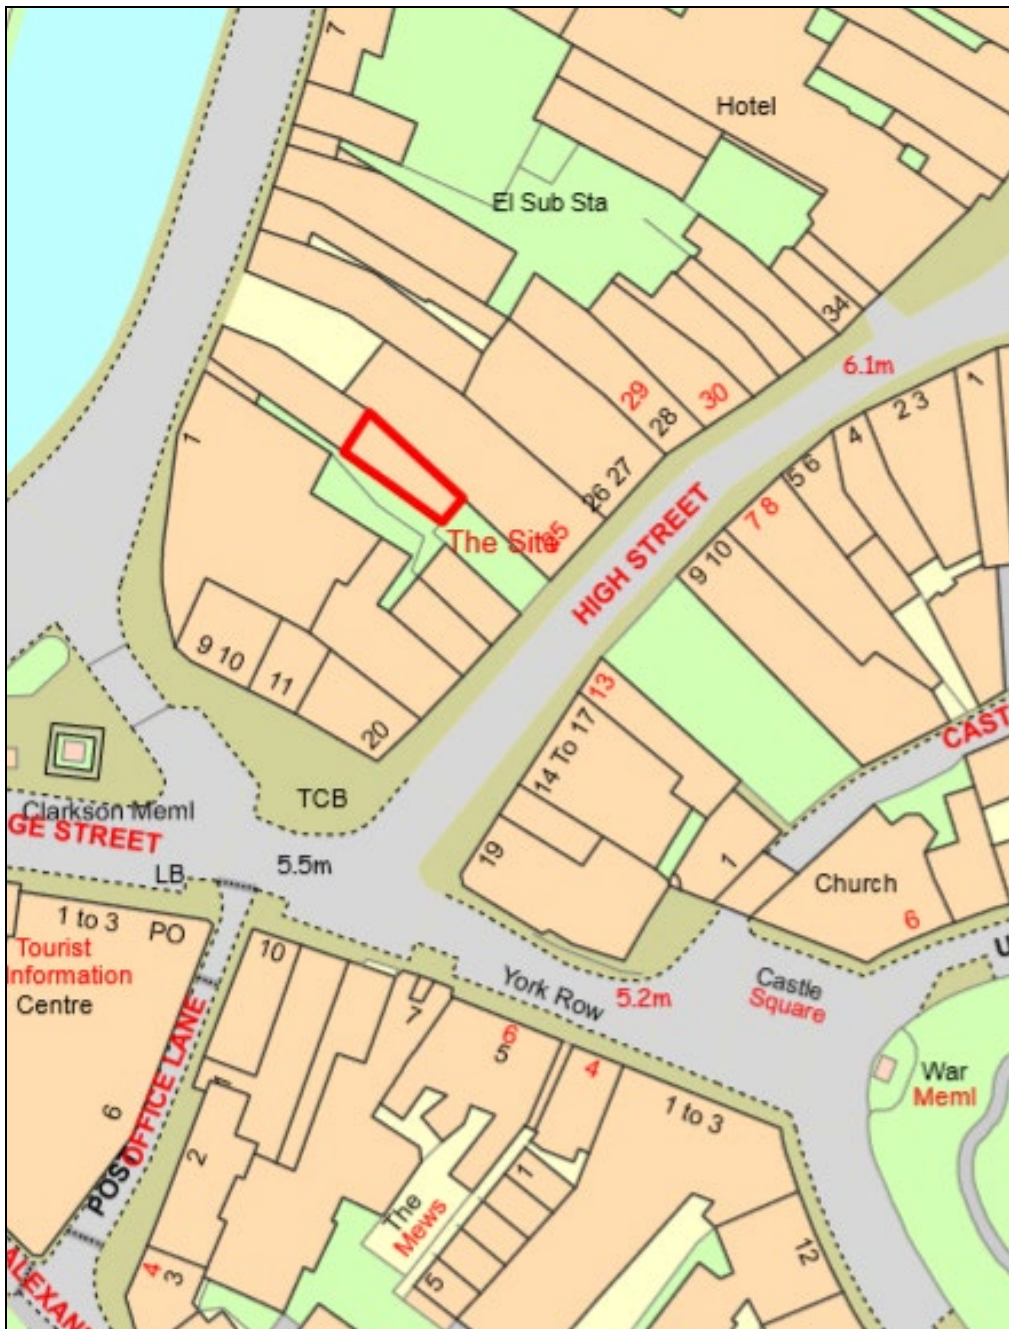 7
Hotel
El Sub Sta
34
6.1m
29
28
30
1
2 3
4
5 6
7 8
9 10
26 27
25
The Site
HIGH STREET
1
9 10
11
20
13
14 To 17
19
1
CAST
Church
6
TCB
Clarkson Meml
GE STREET
LB
5.5m
1 to 3
PO
Tourist
Information
Centre
10
York Row
5.2m
Castle
Square
U
7
6
5
4
1 to 3
War
Meml
6
POST OFFICE LANE
2
1
The
Mews
5
12
4
3
ALEXAN